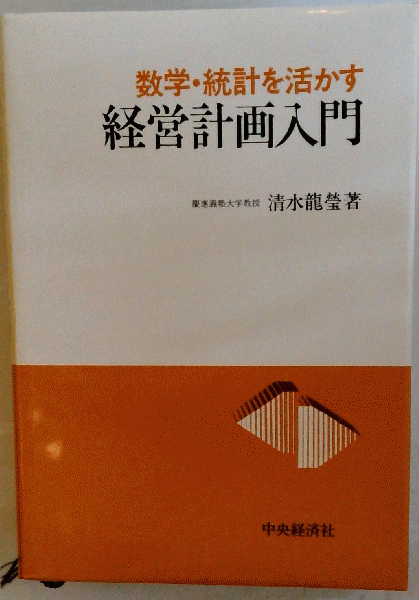 数学・統計を活かす
経営計画入門
慶應義塾大学教授 清水龍瑩著
中央経済社